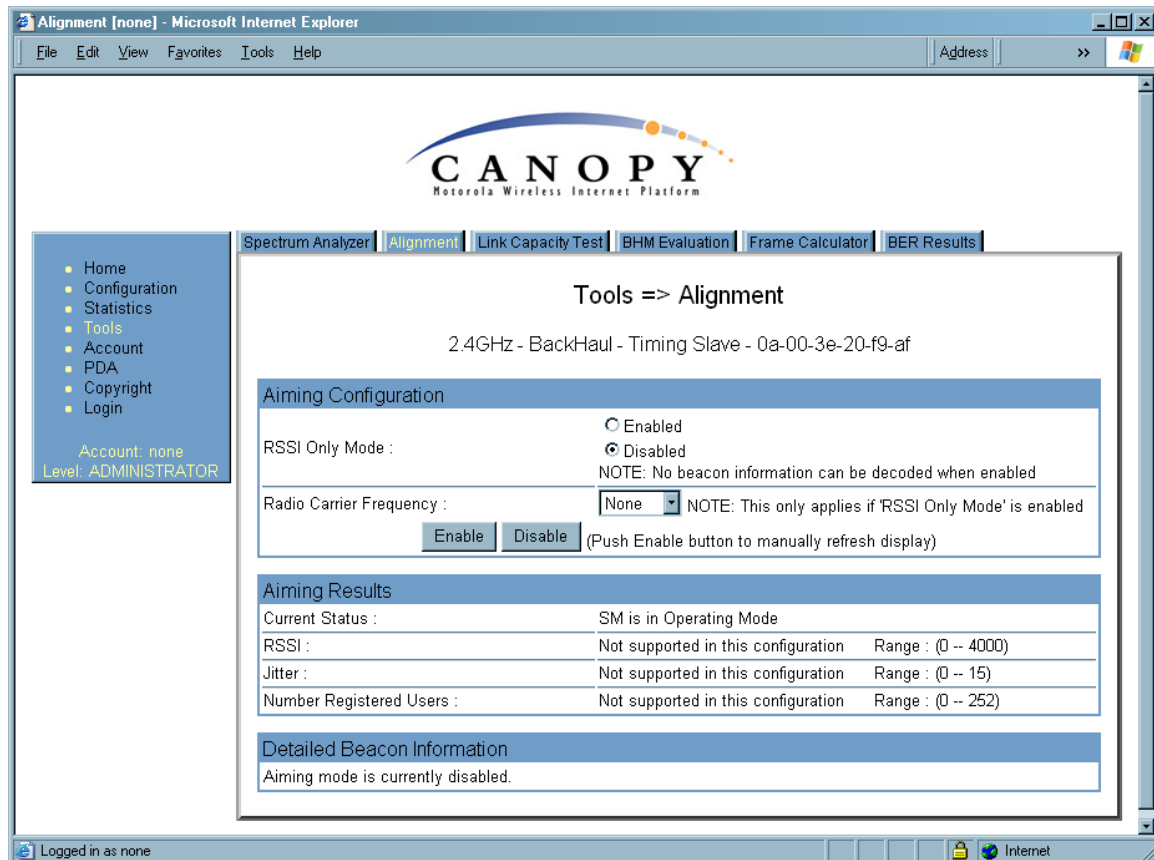 Alignment [none] - Microsoft Internet Explorer
File Edit View Favorites Tools Help Address »
CANOPY
Motorola Wireless Internet Platform
Spectrum Analyzer Alignment Link Capacity Test BHM Evaluation Frame Calculator BER Results
Home
Configuration
Statistics
Tools
Account
PDA
Copyright
Login
Account: none
Level: ADMINISTRATOR
Tools => Alignment
2.4GHz - BackHaul - Timing Slave - 0a-00-3e-20-f9-af
Aiming Configuration
RSSI Only Mode :
Enabled
Disabled
NOTE: No beacon information can be decoded when enabled
Radio Carrier Frequency : None NOTE: This only applies if 'RSSI Only Mode' is enabled
Enable Disable (Push Enable button to manually refresh display)
Aiming Results
Current Status : SM is in Operating Mode
RSSI : Not supported in this configuration Range : (0 -- 4000)
Jitter : Not supported in this configuration Range : (0 -- 15)
Number Registered Users : Not supported in this configuration Range : (0 -- 252)
Detailed Beacon Information
Aiming mode is currently disabled.
Logged in as none Internet